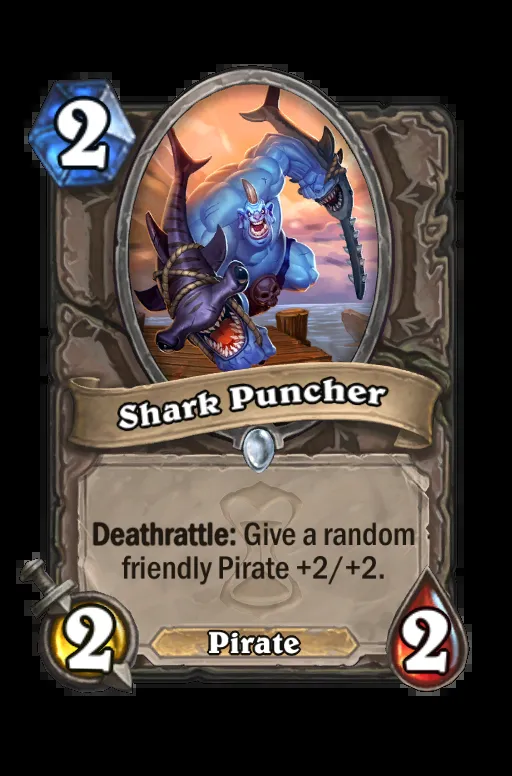 2
Shark Puncher
Deathrattle: Give a random
friendly Pirate +2/+2.
2
Pirate
2